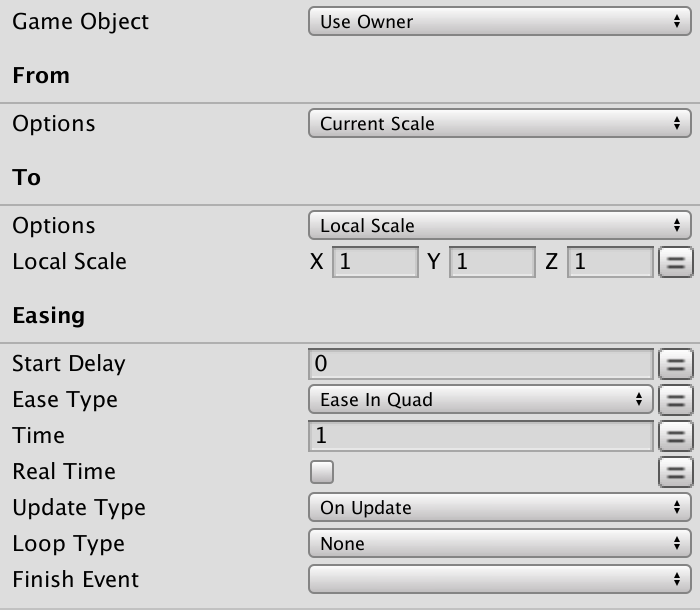 Game Object Use Owner
From
Options Current Scale
To
Options Local Scale
Local Scale X 1 Y 1 Z 1 =
Easing
Start Delay 0 =
Ease Type Ease In Quad =
Time 1 =
Real Time =
Update Type On Update
Loop Type None
Finish Event